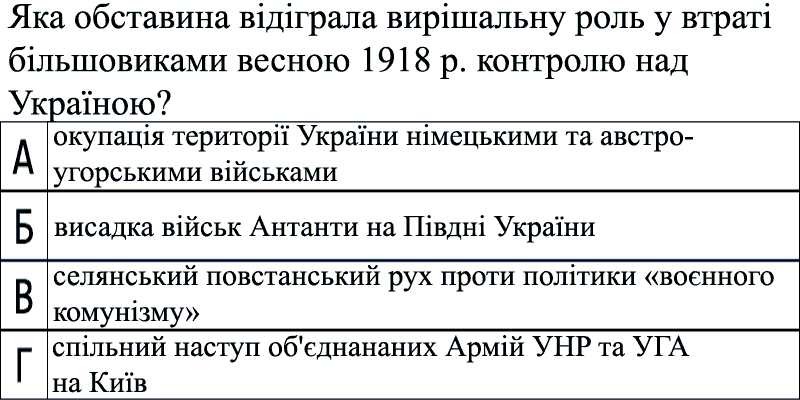 Яка обставина відіграла вирішальну роль у втраті
більшовиками весною 1918 р. контролю над
Україною?
А
окупація території України німецькими та австро-
угорськими військами
Б
висадка військ Антанти на Півдні України
В
селянський повстанський рух проти політики «воєнного
комунізму»
Г
спільний наступ об'єднананих Армій УНР та УГА
на Київ